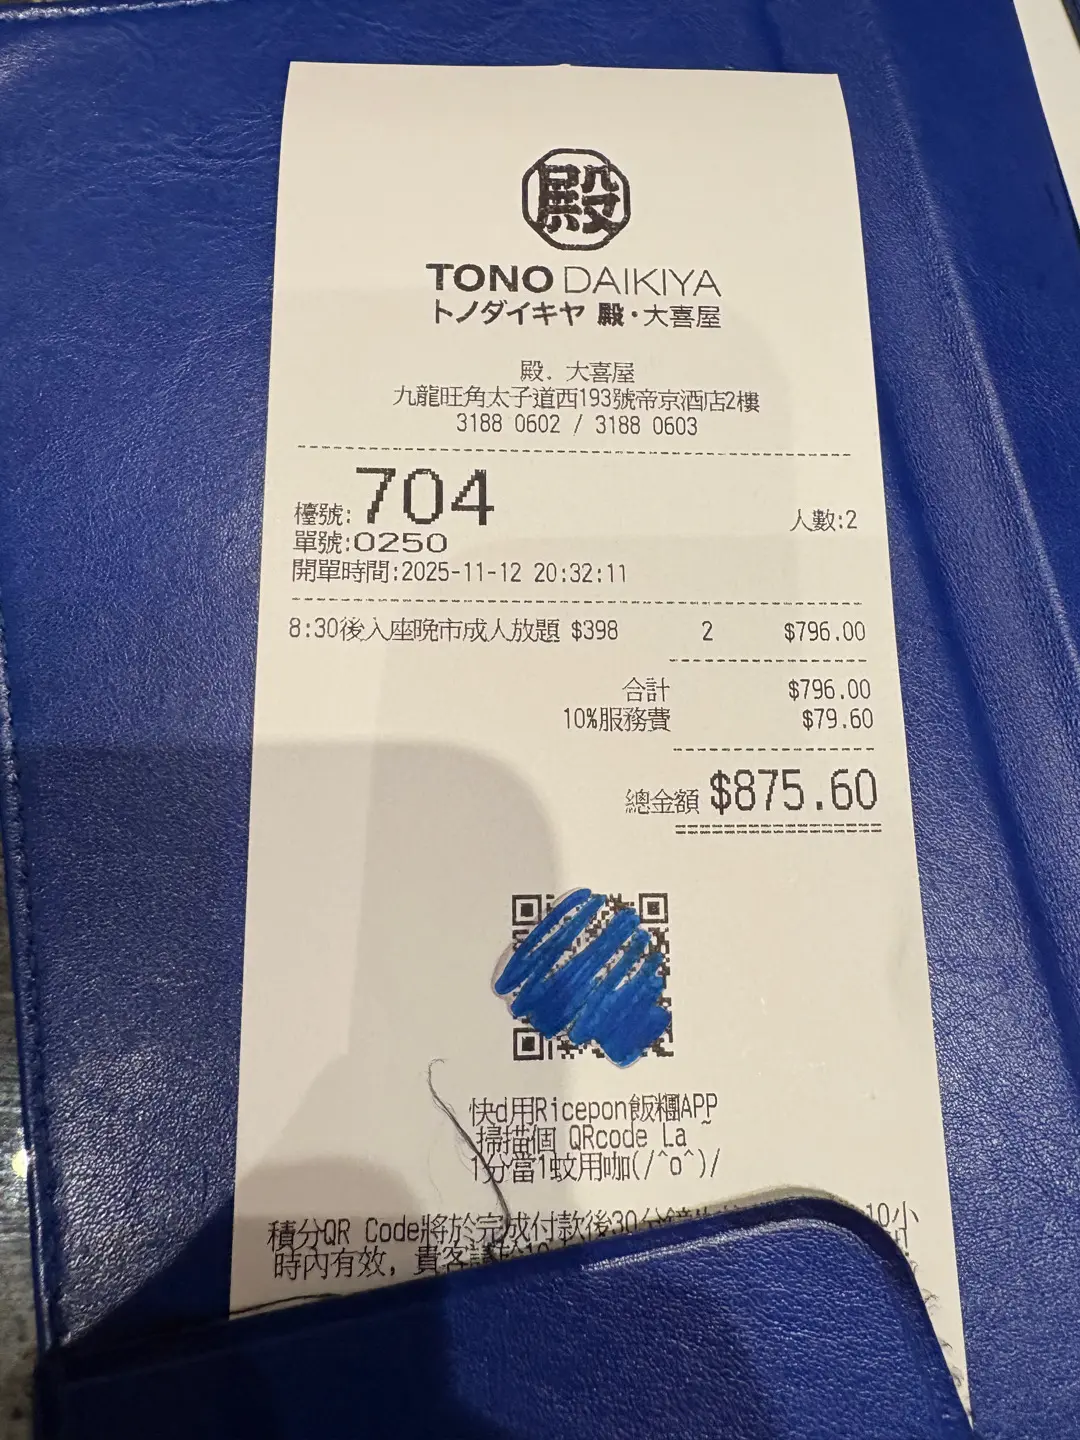 殿
TONO DAIKIYA
トノダイキヤ 殿・大喜屋
殿. 大喜屋
九龍旺角太子道西193號帝京酒店2樓
3188 0602 / 3188 0603
檯號:704
人數:2
單號:0250
開單時間:2025-11-12 20:32:11
8:30後入座晚市成人放題 $398 2 $796.00
合計 $796.00
10%服務費 $79.60
總金額 $875.60
快d用Ricepon飯糰APP
掃描個 QRcode La ~
1分當1蚊用咖(/^o^)/
積分QR Code將於完成付款後30分鐘 10小
時內有效, 貴客請於10